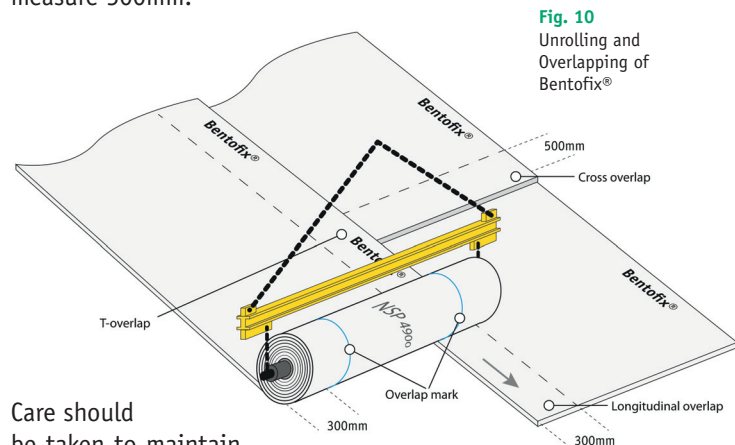 measure 300mm.
Fig. 10
Unrolling and
Overlapping of
Bentofix®
Bentofix®
Bentofix®
500mm
Cross overlap
Bentofix®
Bentofix®
T-overlap
NSP 4900
Overlap mark
Longitudinal overlap
300mm
300mm
Care should
be taken to maintain